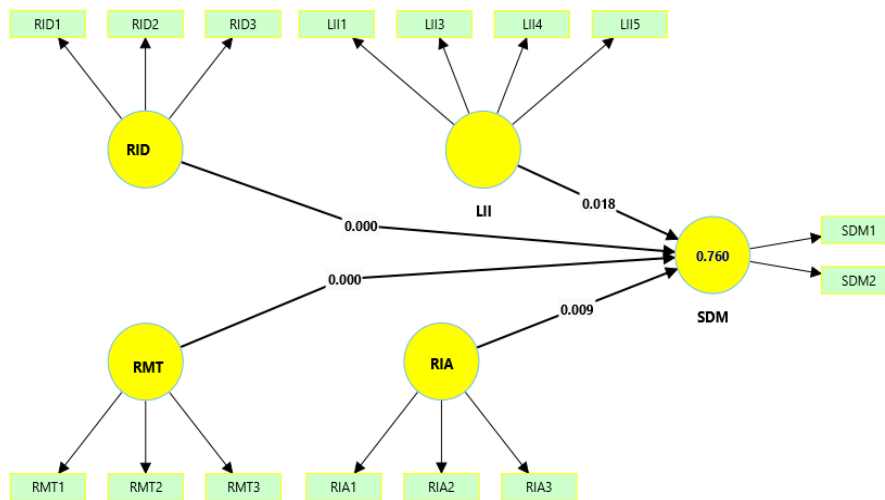 RID1 RID2 RID3 LII1 LII3 LII4 LII5
RID
LII
0.018
0.000
SDM1
0.760
0.000
SDM2
0.009
SDM
RMT
RIA
RMT1 RMT2 RMT3 RIA1 RIA2 RIA3